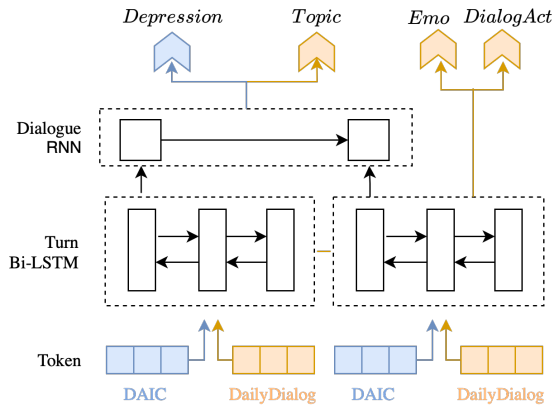 Depression Topic Emo DialogAct
Dialogue
RNN
Turn
Bi-LSTM
Token
DAIC DailyDialog DAIC DailyDialog